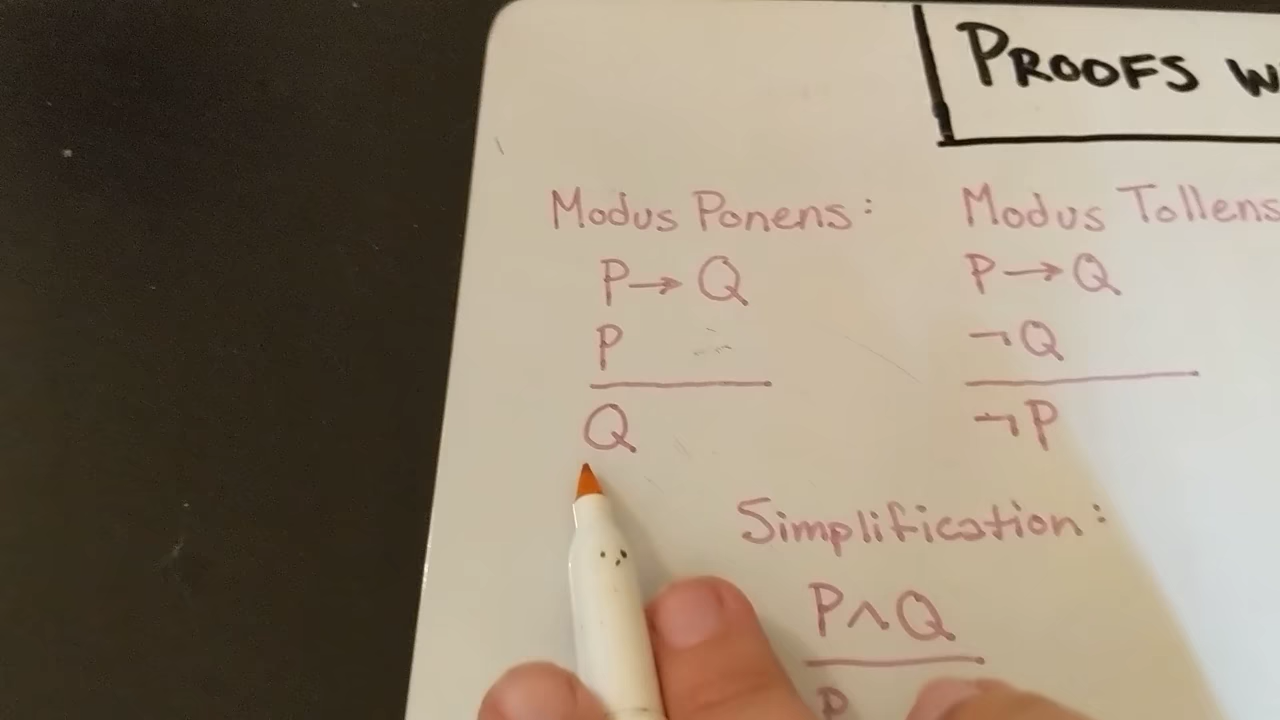 PROOFS
Modus Ponens:
P→Q
P
Q
Modus Tollens
P→Q
¬Q
¬P
Simplification:
P∧Q
P